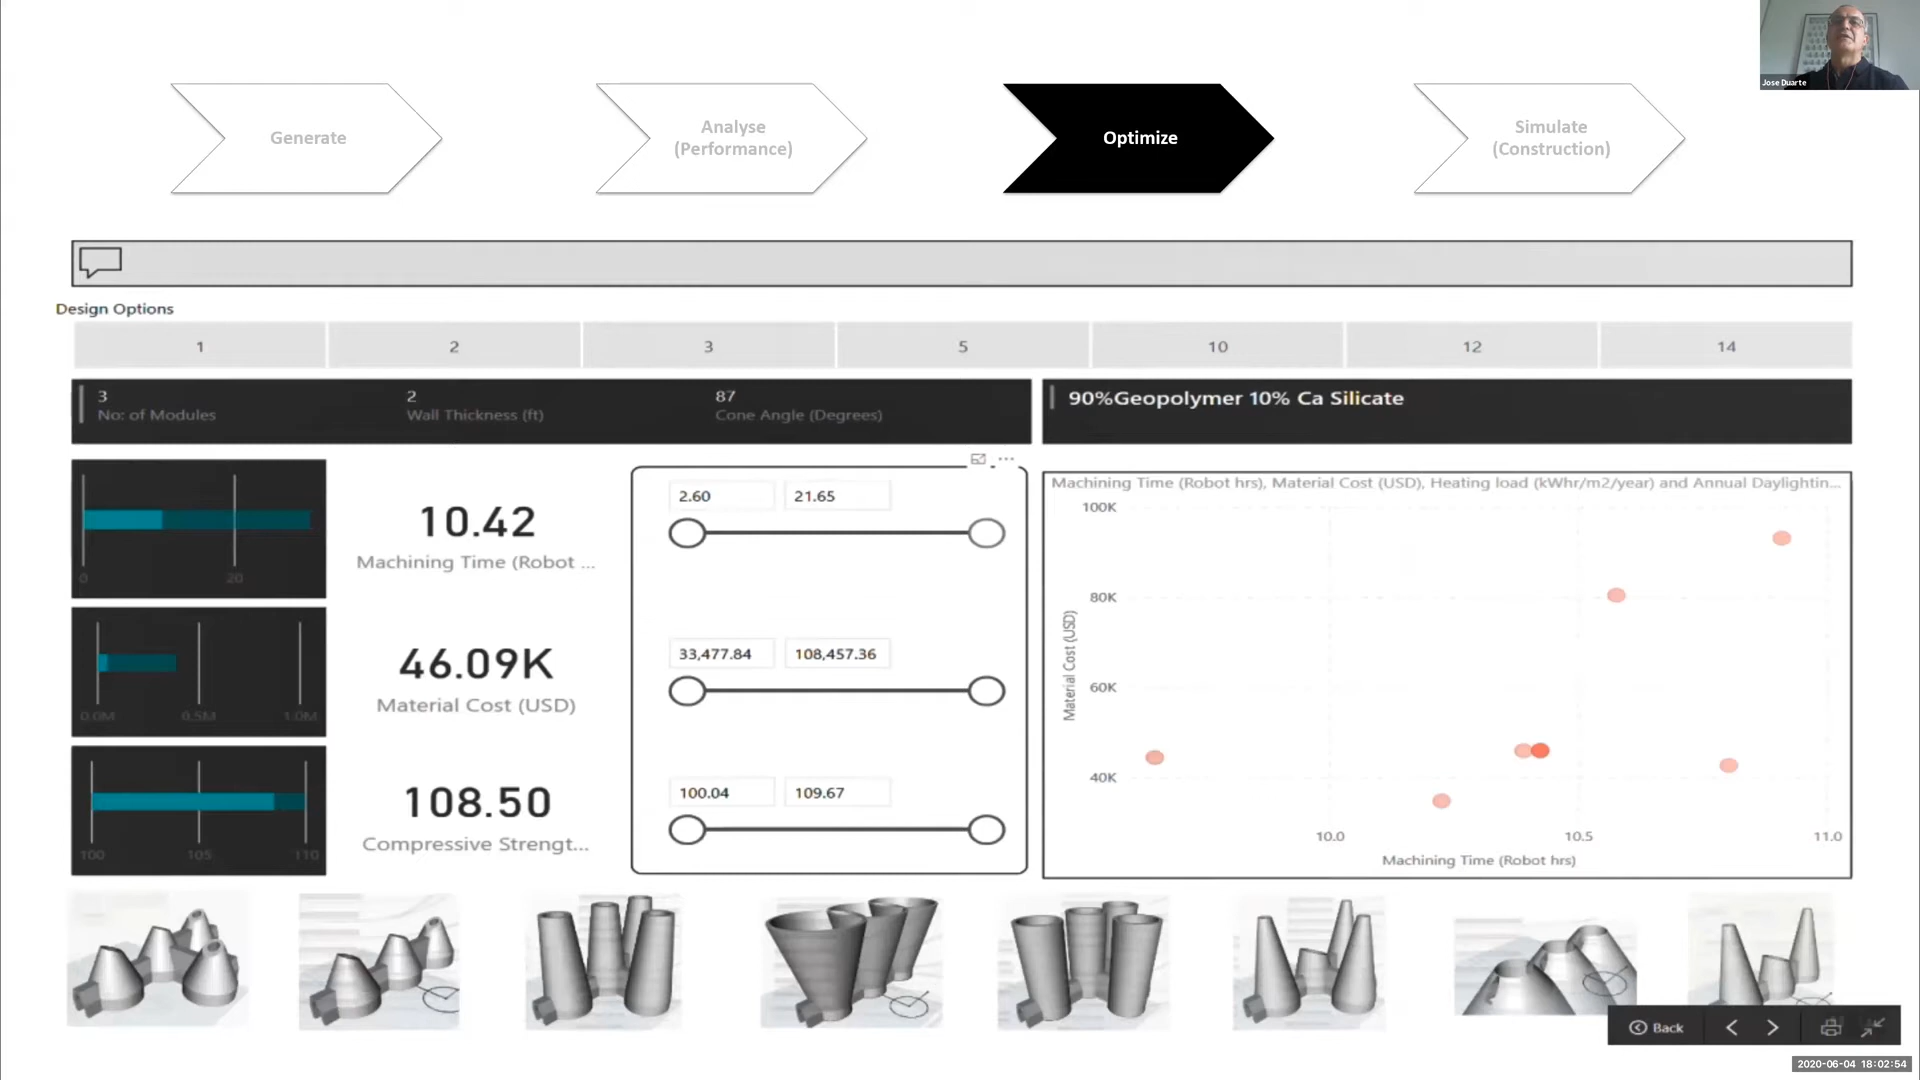 Jose Duarte
Generate
Analyse
(Performance)
Optimize
Simulate
(Construction)
Design Options
1
2
3
5
10
12
14
3
No: of Modules
2
Wall Thickness (ft)
87
Cone Angle (Degrees)
90%Geopolymer 10% Ca Silicate
0
20
10.42
Machining Time (Robot ...
2.60
21.65
0.0M
0.5M
1.0M
46.09K
Material Cost (USD)
33,477.84
108,457.36
100
105
110
108.50
Compressive Strengt...
100.04
109.67
Machining Time (Robot hrs), Material Cost (USD), Heating load (kWhr/m2/year) and Annual Daylightin...
100K
80K
60K
40K
Material Cost (USD)
10.0
10.5
11.0
Machining Time (Robot hrs)
Back
2020-06-04 18:02:54